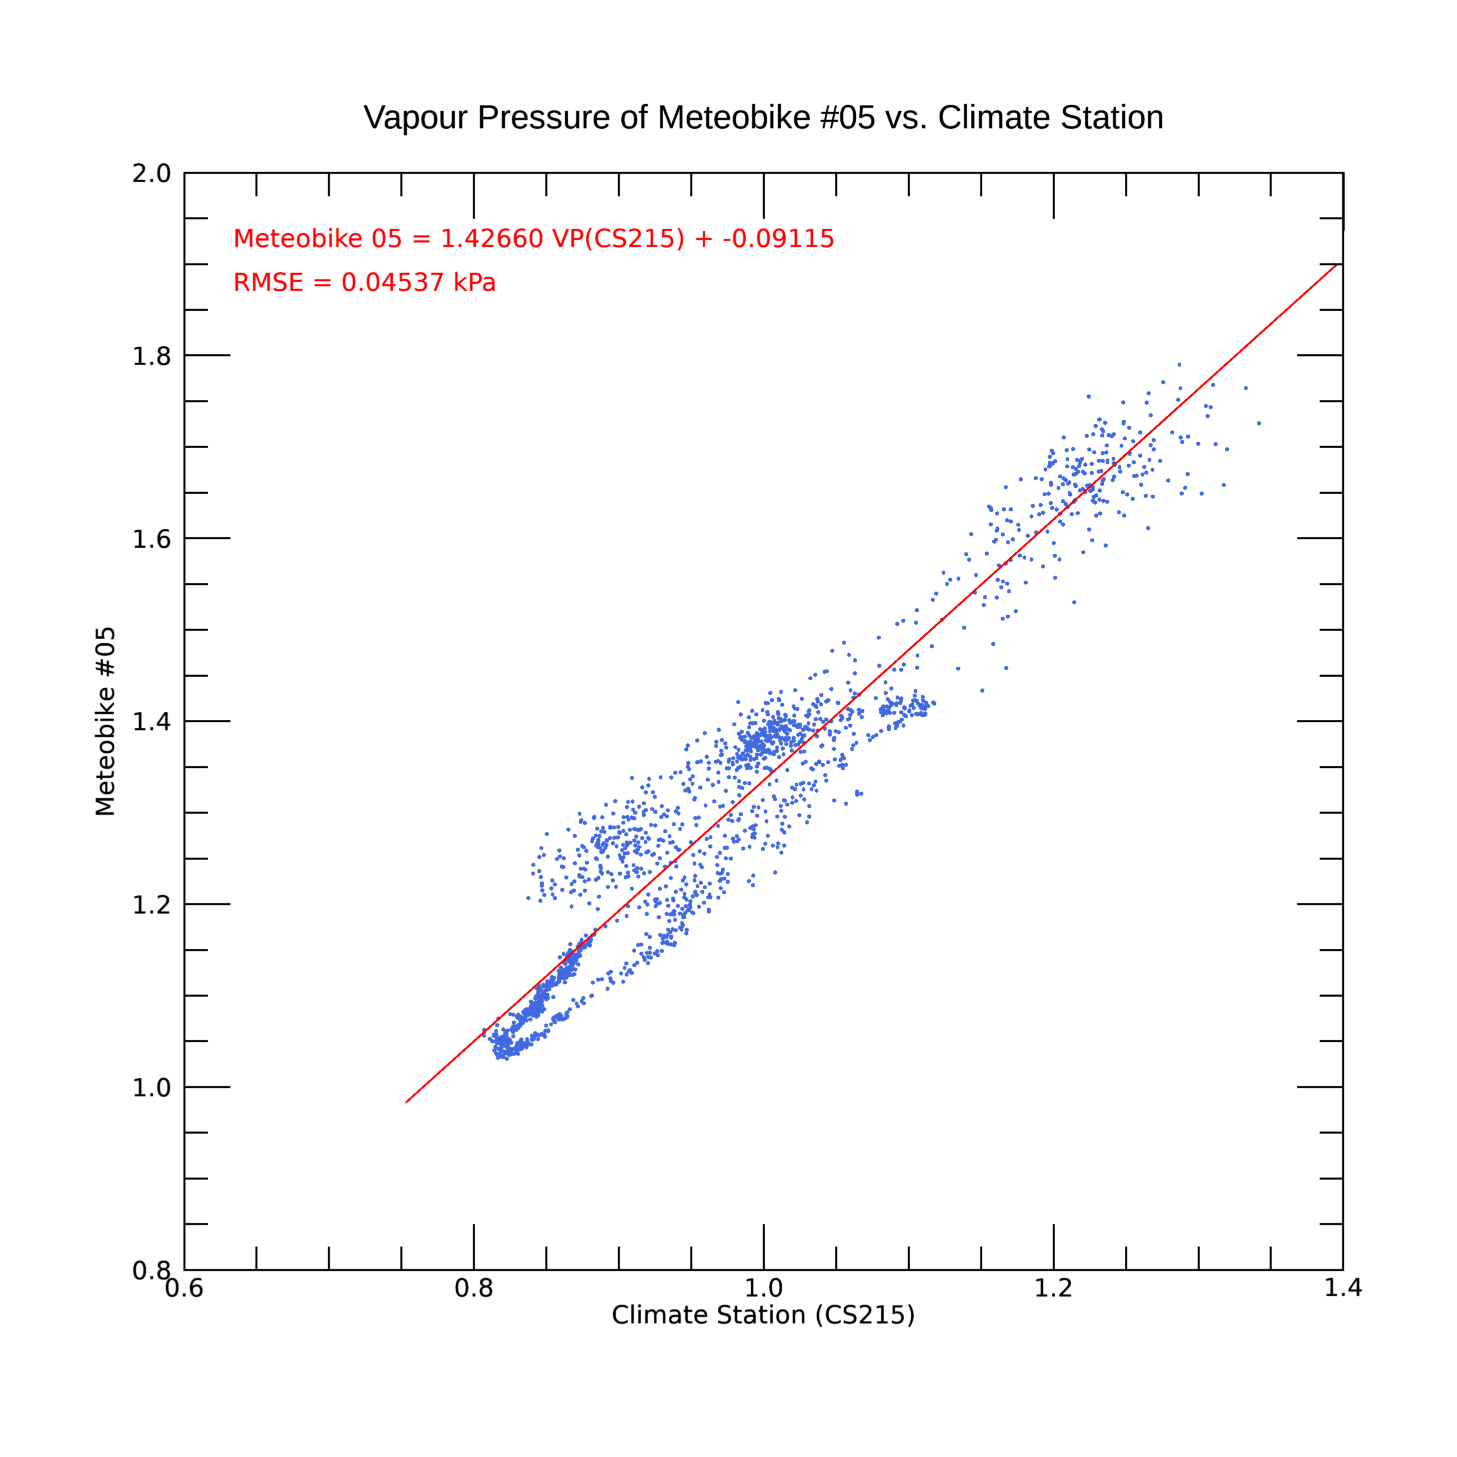 Vapour Pressure of Meteobike #05 vs. Climate Station
2.0
Meteobike 05 = 1.42660 VP(CS215) + -0.09115
RMSE = 0.04537 kPa
1.8
1.6
Meteobike #05
1.4
1.2
1.0
0.8
0.6 0.8 1.0 1.2 1.4
Climate Station (CS215)